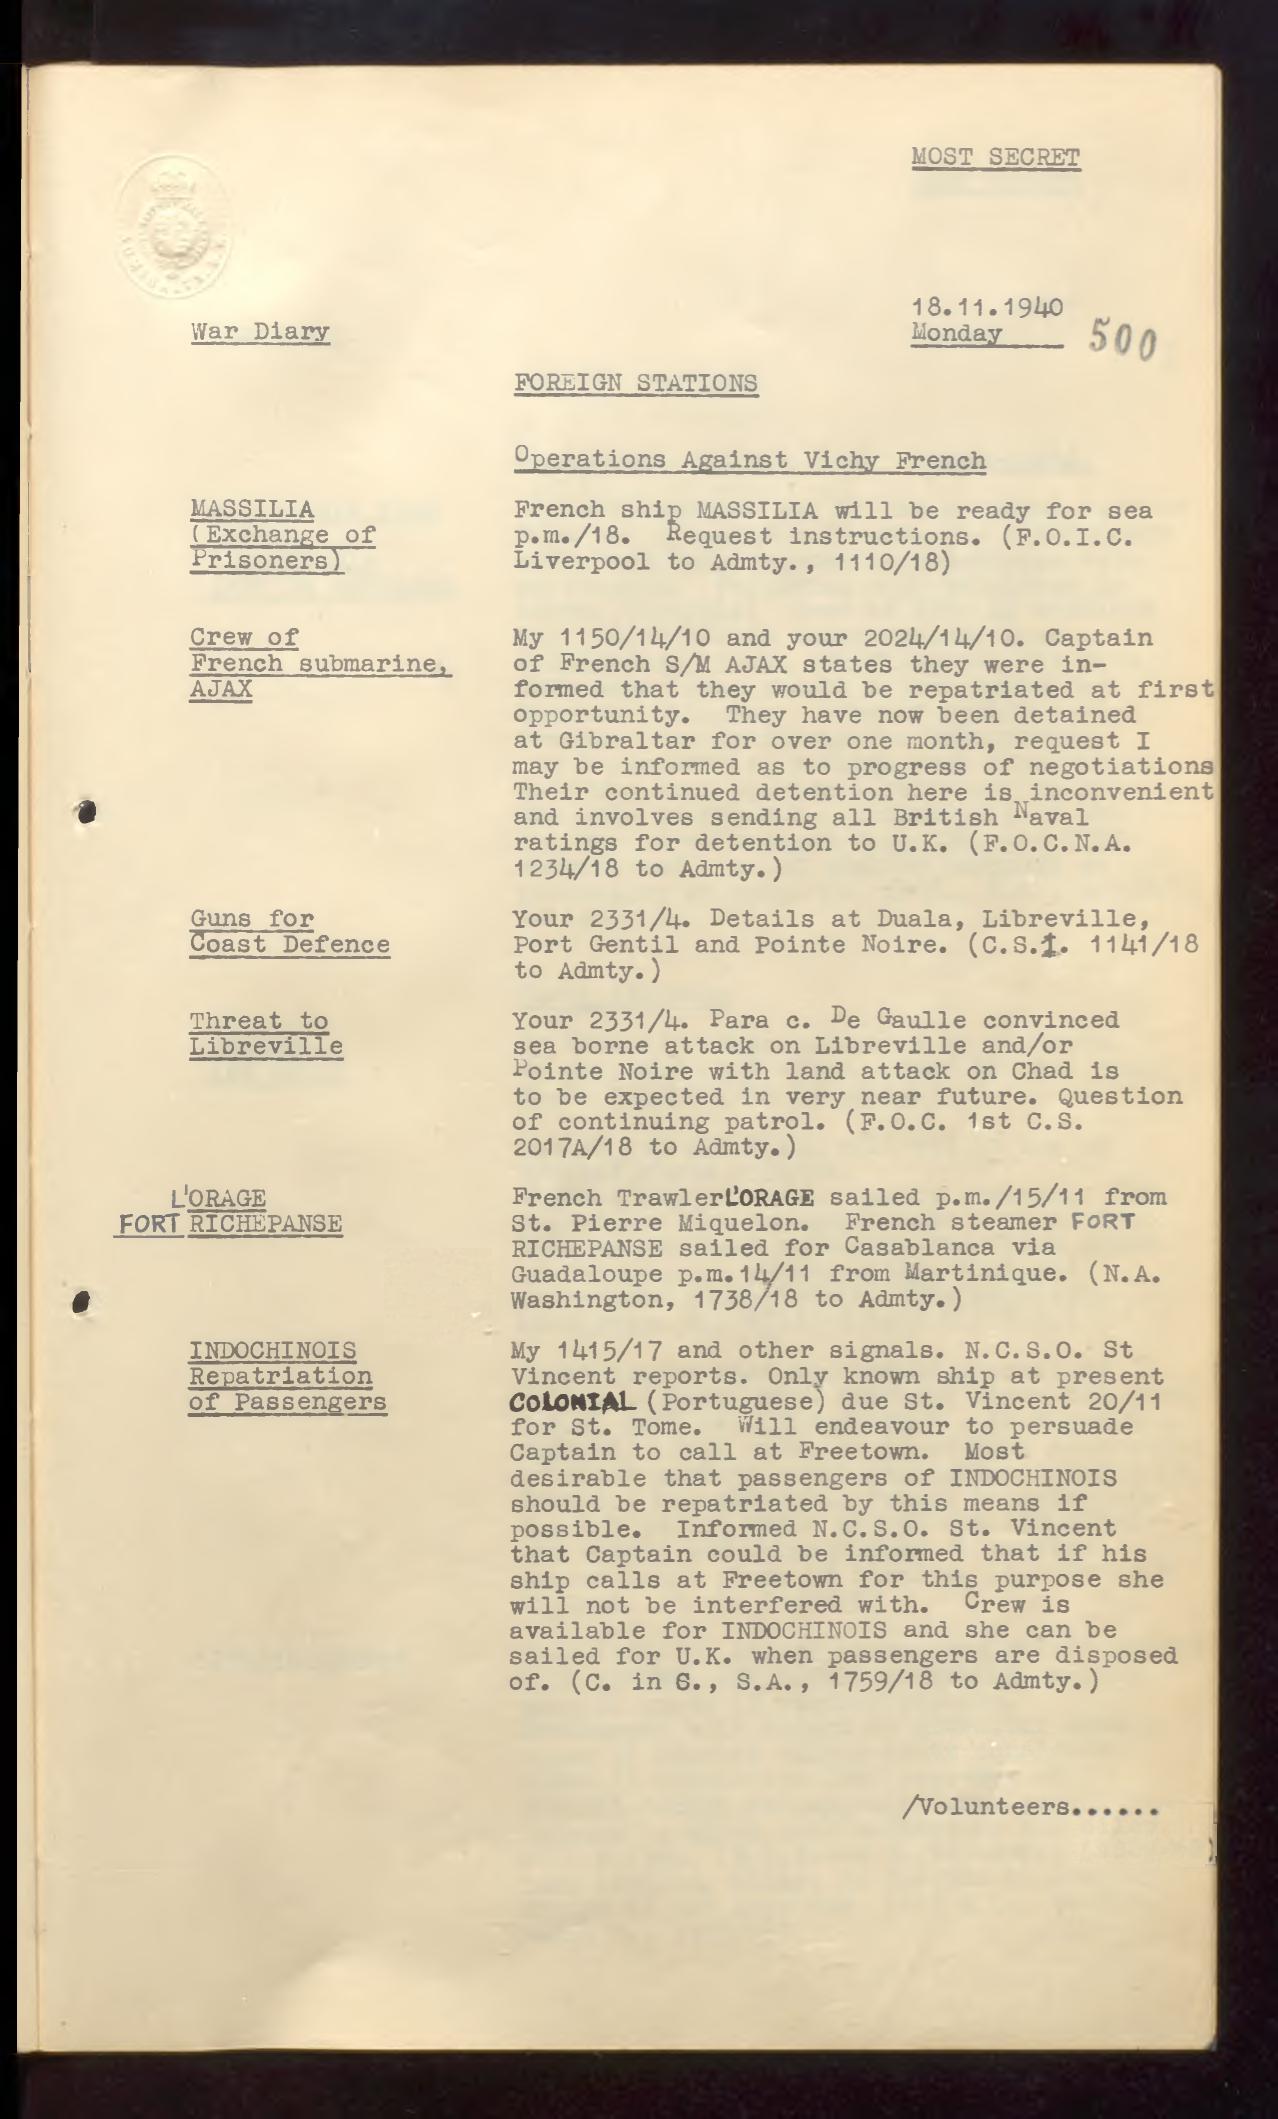 MOST SECRET
18.11.1940
War Diary
Monday
500
FOREIGN STATIONS
Operations Against Vichy French
MASSILIA
(Exchange of
Prisoners)
French ship MASSILIA will be ready for sea
p.m./18. Request instructions. (F.O.I.C.
Liverpool to Admty., 1110/18)
Crew of
French submarine,
AJAX
My 1150/14/10 and your 2024/14/10. Captain
of French S/M AJAX states they were in-
formed that they would be repatriated at first
opportunity. They have now been detained
at Gibraltar for over one month, request I
may be informed as to progress of negotiations
Their continued detention here is inconvenient
and involves sending all British Naval
ratings for detention to U.K. (F.O.C.N.A.
1234/18 to Admty.)
Guns for
Coast Defence
Your 2331/4. Details at Duala, Libreville,
Port Gentil and Pointe Noire. (C.S.1. 1141/18
to Admty.)
Threat to
Libreville
Your 2331/4. Para c. De Gaulle convinced
sea borne attack on Libreville and/or
Pointe Noire with land attack on Chad is
to be expected in very near future. Question
of continuing patrol. (F.O.C. 1st C.S.
2017A/18 to Admty.)
L'ORAGE
FORT RICHEPANSE
French Trawler L'ORAGE sailed p.m./15/11 from
St. Pierre Miquelon. French steamer FORT
RICHEPANSE sailed for Casablanca via
Guadaloupe p.m.14/11 from Martinique. (N.A.
Washington, 1738/18 to Admty.)
INDOCHINOIS
Repatriation
of Passengers
My 1415/17 and other signals. N.C.S.O. St
Vincent reports. Only known ship at present
COLONIAL (Portuguese) due St. Vincent 20/11
for St. Tome. Will endeavour to persuade
Captain to call at Freetown. Most
desirable that passengers of INDOCHINOIS
should be repatriated by this means if
possible. Informed N.C.S.O. St. Vincent
that Captain could be informed that if his
ship calls at Freetown for this purpose she
will not be interfered with. Crew is
available for INDOCHINOIS and she can be
sailed for U.K. when passengers are disposed
of. (C. in C., S.A., 1759/18 to Admty.)
/Volunteers......